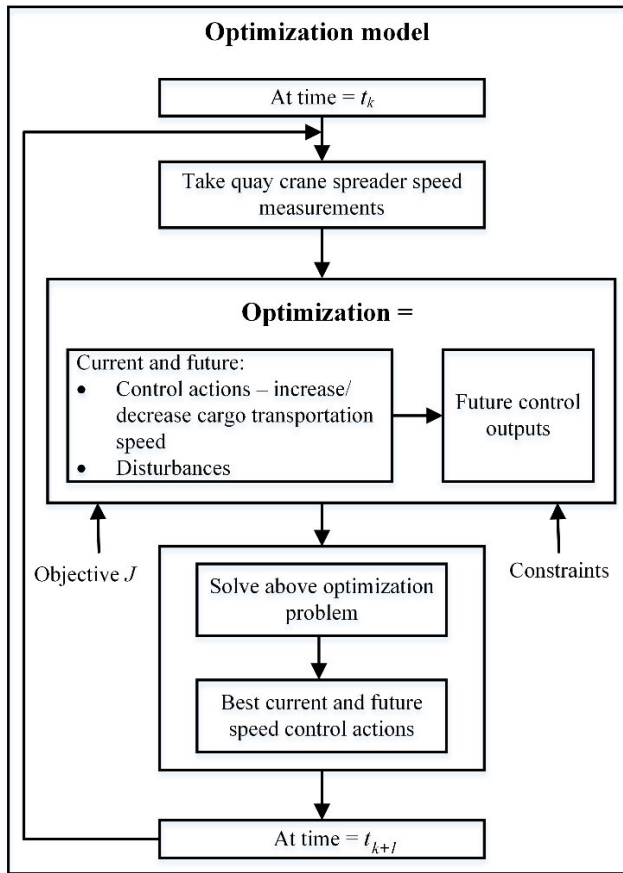 Optimization model
At time = tk
Take quay crane spreader speed
measurements
Optimization =
Current and future:
• Control actions – increase/
decrease cargo transportation
speed
• Disturbances
Future control
outputs
Objective J
Constraints
Solve above optimization
problem
Best current and future
speed control actions
At time = tk+1